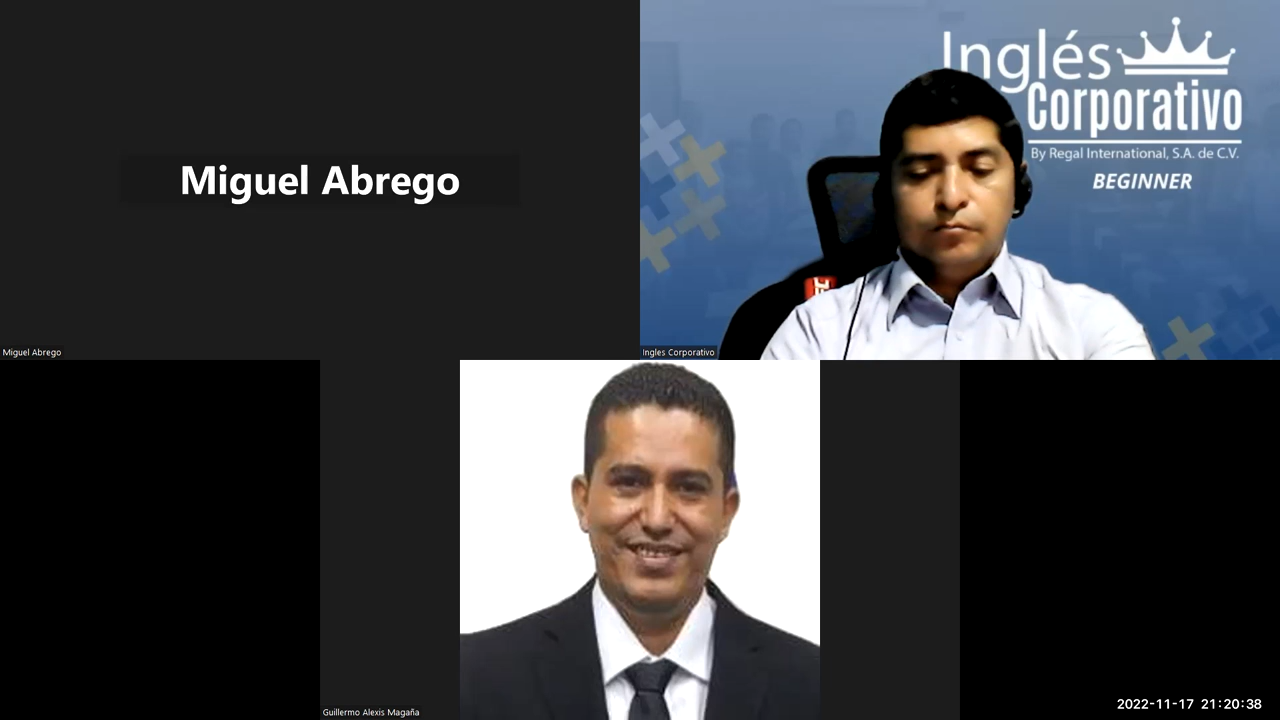 Miguel Abrego
Miguel Abrego
Inglés
Corporativo
By Regal International, S.A. de C.V.
BEGINNER
Ingles Corporativo
Guillermo Alexis Magaña
2022-11-17 21:20:38